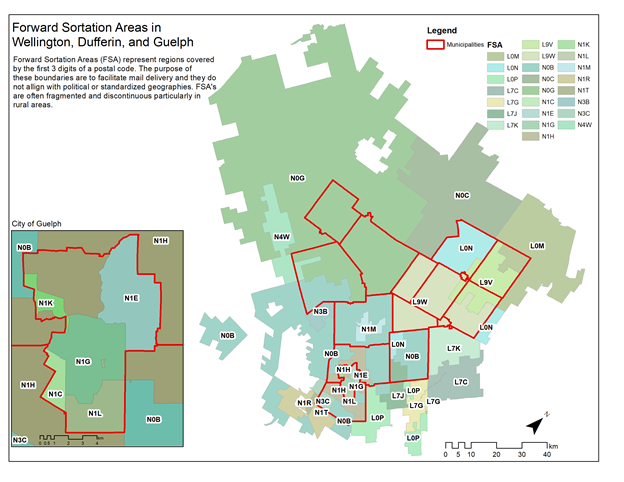 Forward Sortation Areas in
Wellington, Dufferin, and Guelph
Forward Sortation Areas (FSA) represent regions covered
by the first 3 digits of a postal code. The purpose of
these boundaries are to facilitate mail delivery and they do
not allign with political or standardized geographies. FSA's
are often fragmented and discontinuous particularly in
rural areas.
Legend
Municipalities
FSA
L0M
L0N
L0P
L7C
L7G
L7J
L7K
L9V
L9W
N0B
N0C
N0G
N1C
N1E
N1G
N1H
N1K
N1L
N1M
N1R
N1T
N3B
N3C
N4W
N0G
N0C
N4W
L0N
L0M
L9V
L9W
N3B
N1M
L0N
N0B
N0B
L0N
N0B
L7K
N1H
N1E
L7C
N1H
N1G
L7J
L0P
N1R
N3C
N1L
L7G
L7G
N1T
N0B
L0P
L0P
City of Guelph
N0B
N1H
N1E
N1K
N1G
N1H
N1C
N1L
N0B
N3C
0 0.5 1 2 3 4
km
0 5 10 20 30 40
km